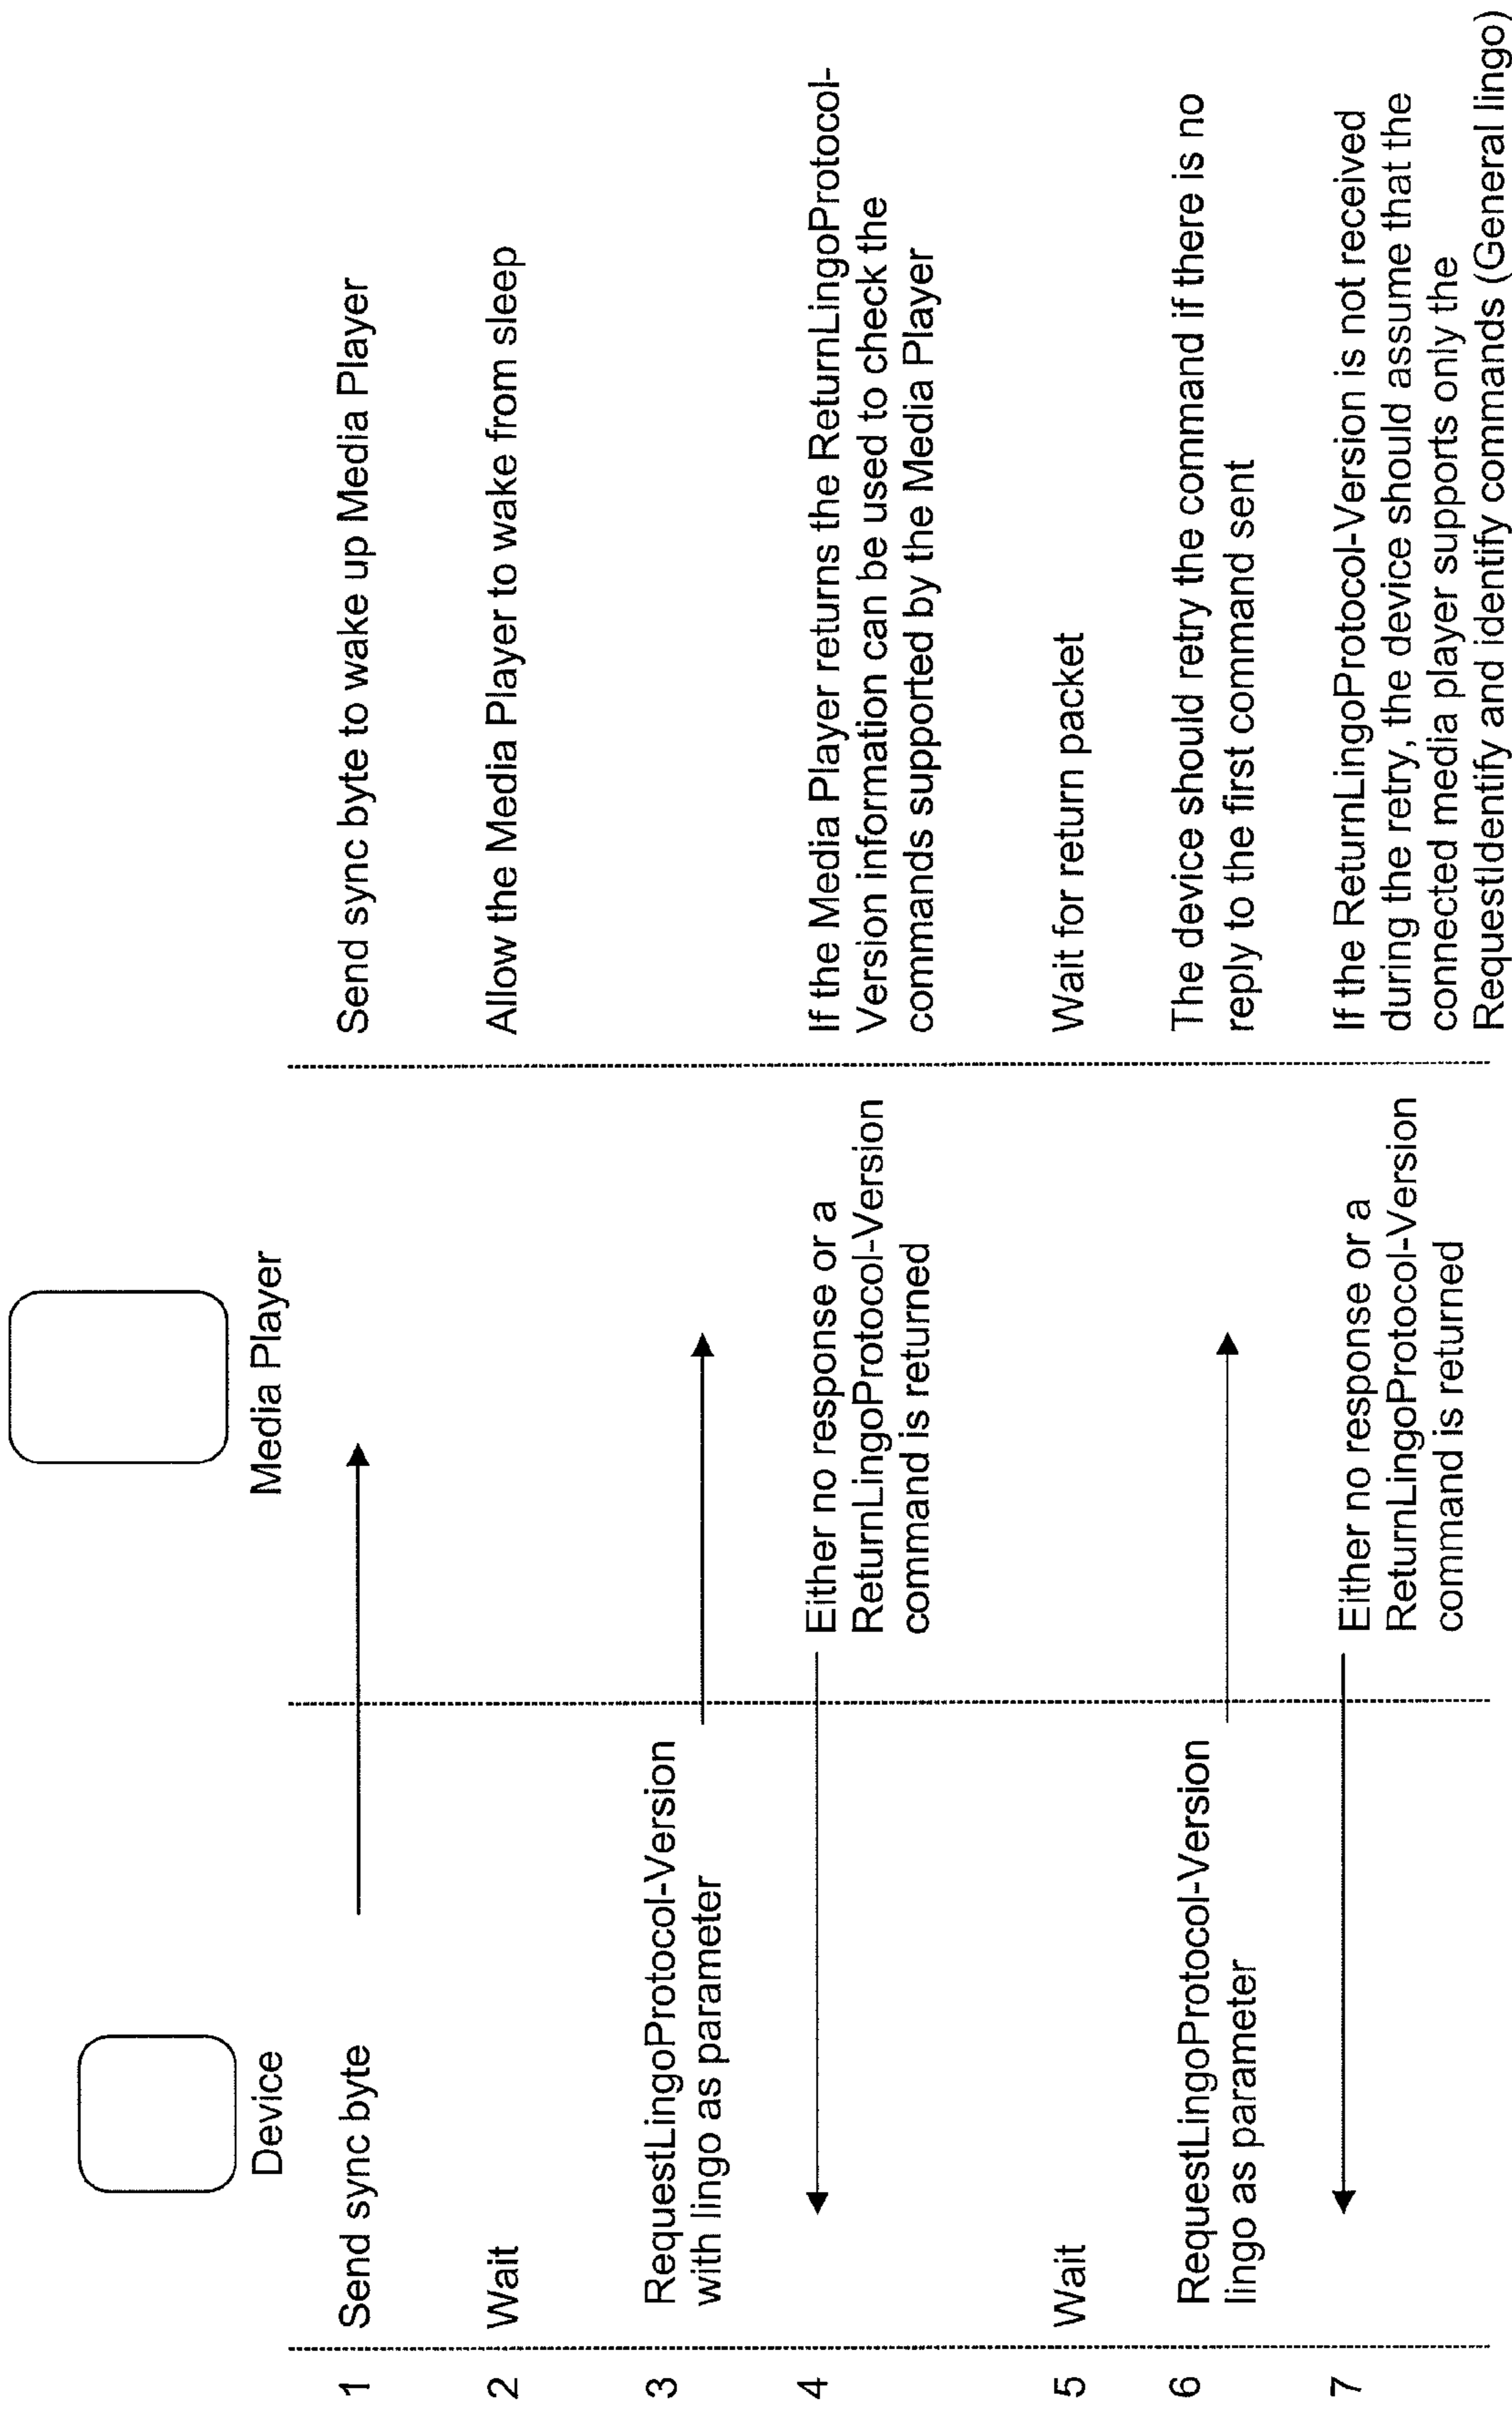 Device
Media Player
1
Send sync byte
Send sync byte to wake up Media Player
2
Wait
Allow the Media Player to wake from sleep
3
RequestLingoProtocol-Version
with lingo as parameter
4
Either no response or a
ReturnLingoProtocol-Version
command is returned
If the Media Player returns the ReturnLingoProtocol-
Version information can be used to check the
commands supported by the Media Player
5
Wait
Wait for return packet
6
RequestLingoProtocol-Version
lingo as parameter
The device should retry the command if there is no
reply to the first command sent
7
Either no response or a
ReturnLingoProtocol-Version
command is returned
If the ReturnLingoProtocol-Version is not received
during the retry, the device should assume that the
connected media player supports only the
RequestIdentify and identify commands (General lingo)